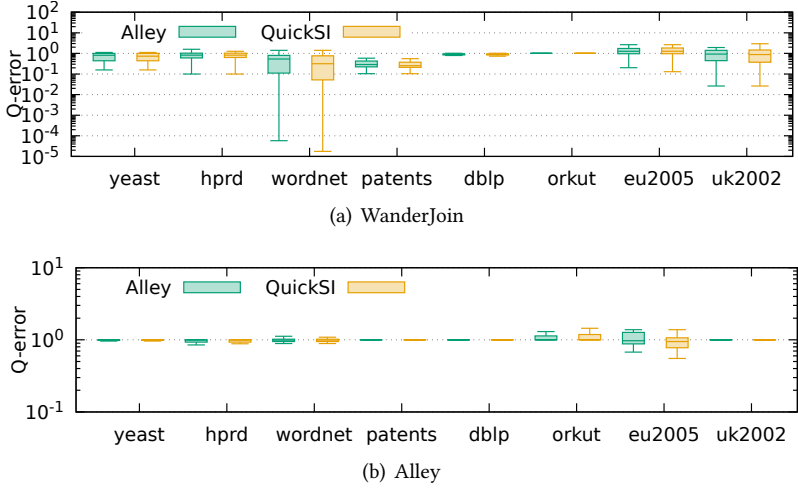 10^2
10^1
10^0
10^-1
10^-2
10^-3
10^-4
10^-5
Q-error
Alley QuickSI
yeast hprd wordnet patents dblp orkut eu2005 uk2002
(a) WanderJoin
10^1
10^0
10^-1
Q-error
Alley QuickSI
yeast hprd wordnet patents dblp orkut eu2005 uk2002
(b) Alley